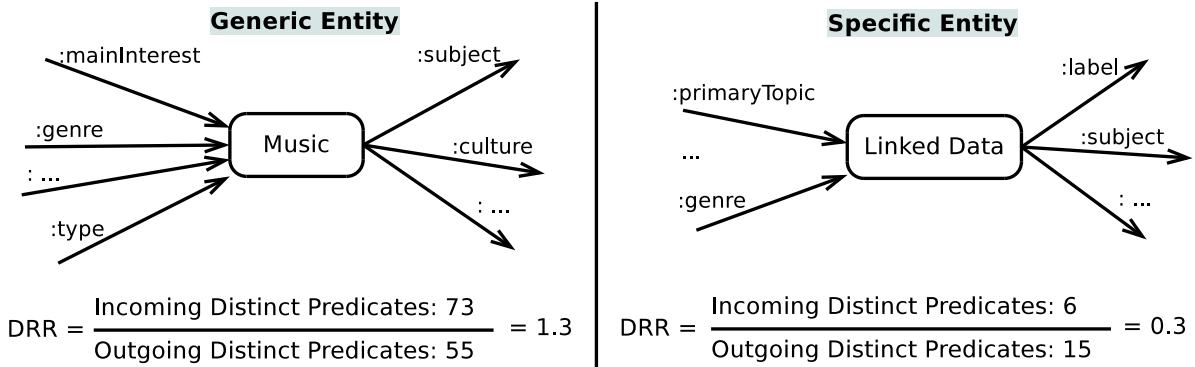 Generic Entity
:mainInterest
:subject
:genre
Music
:culture
: ...
: ...
:type
DRR = Incoming Distinct Predicates: 73
Outgoing Distinct Predicates: 55
= 1.3
Specific Entity
:label
:primaryTopic
:subject
Linked Data
...
:genre
: ...
DRR = Incoming Distinct Predicates: 6
Outgoing Distinct Predicates: 15
= 0.3